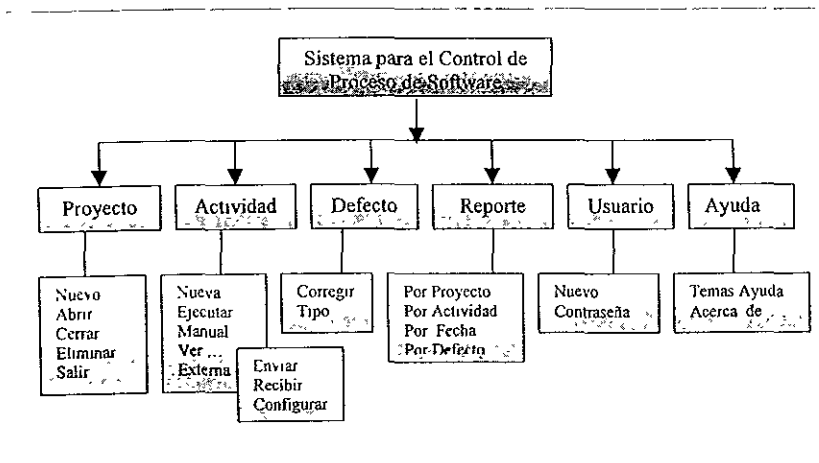 Sistema para el Control de
Proceso de Software
Proyecto
Actividad
Defecto
Reporte
Usuario
Ayuda
Nuevo
Abrir
Cerrar
Eliminar
Salir
Nueva
Ejecutar
Manual
Ver ...
Externa
Enviar
Recibir
Configurar
Corregir
Tipo
Por Proyecto
Por Actividad
Por Fecha
Por Defecto
Nuevo
Contraseña
Temas Ayuda
Acerca de